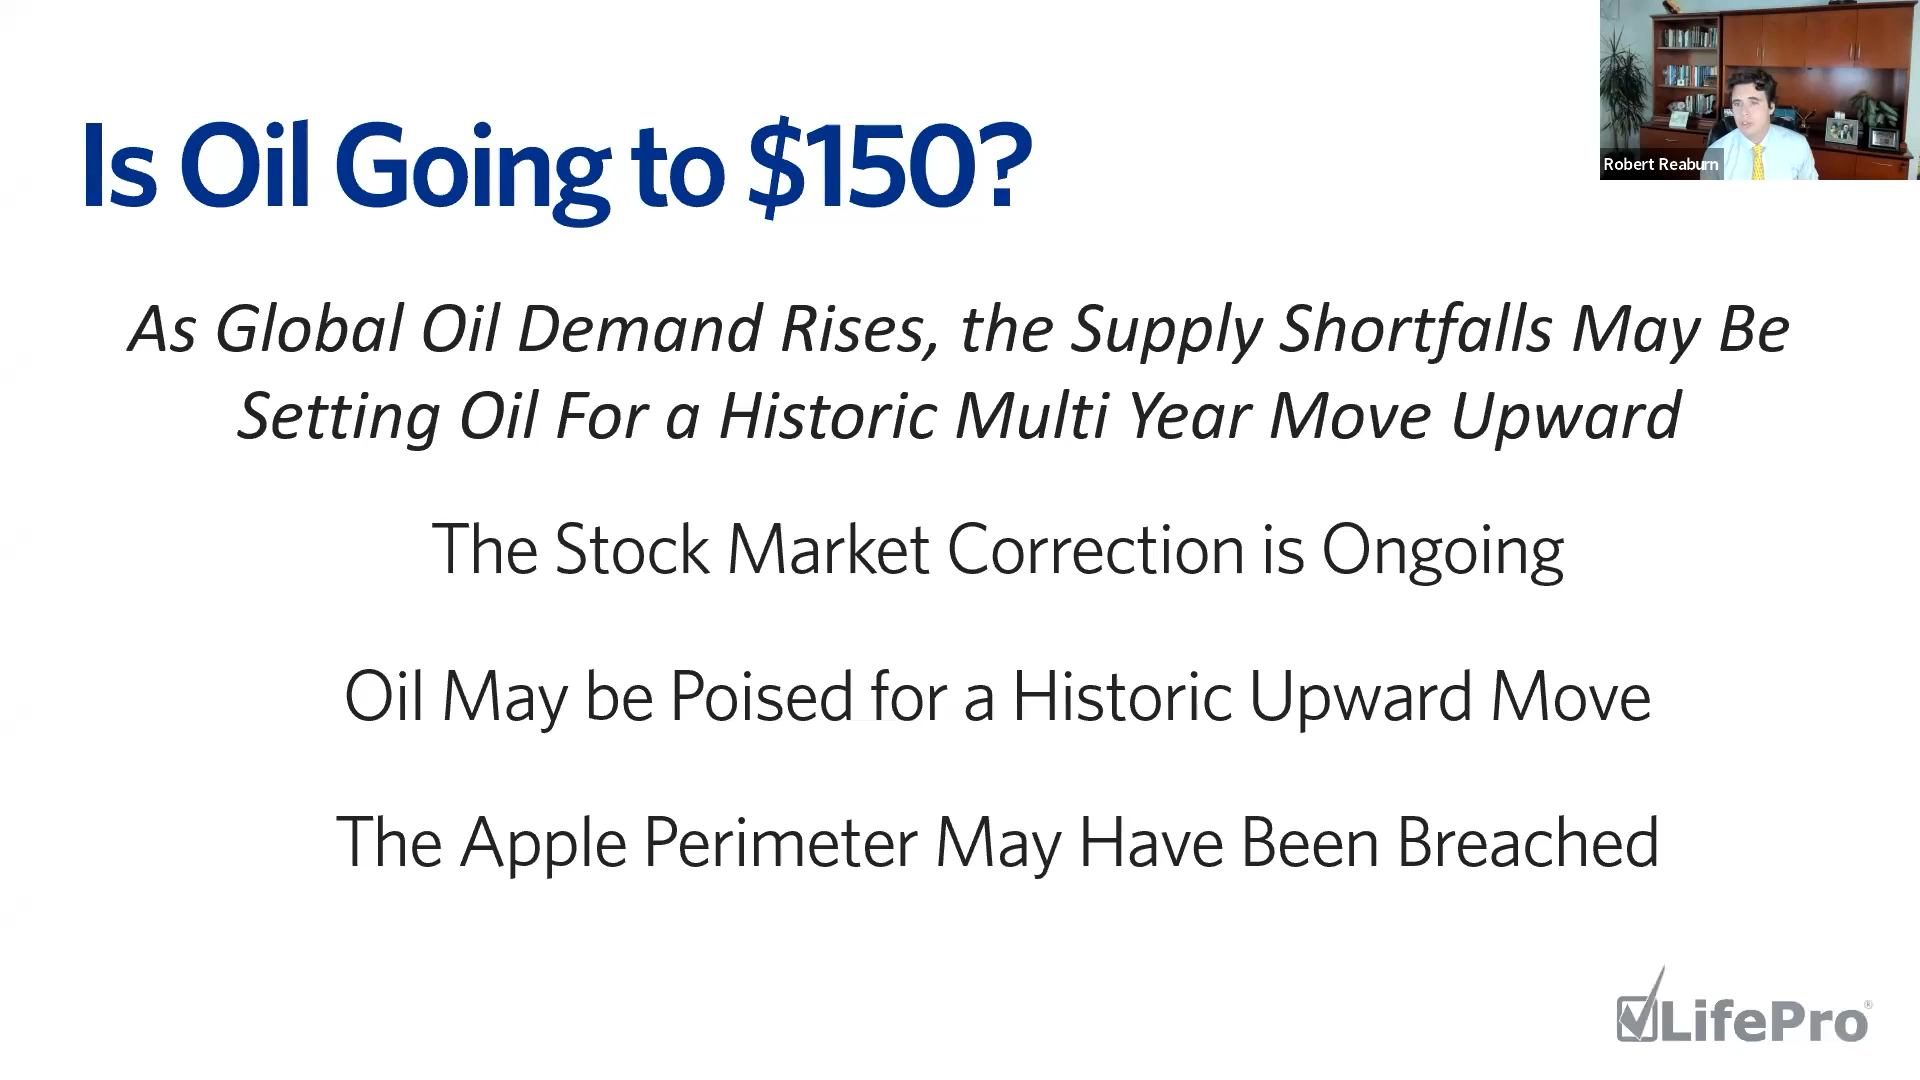 Is Oil Going to $150?
Robert Reaburn
As Global Oil Demand Rises, the Supply Shortfalls May Be
Setting Oil For a Historic Multi Year Move Upward
The Stock Market Correction is Ongoing
Oil May be Poised for a Historic Upward Move
The Apple Perimeter May Have Been Breached
LifePro®